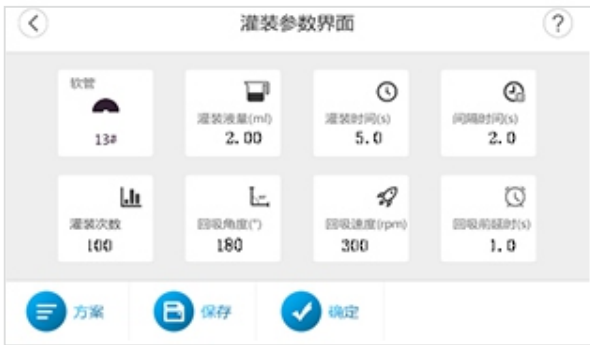 灌装参数界面
?
软管
13#
灌装液量(ml)
2.00
灌装时间(s)
5.0
间隔时间(s)
2.0
灌装次数
100
回吸角度(°)
180
回吸速度(rpm)
300
回吸前延时(s)
1.0
方案
保存
确定